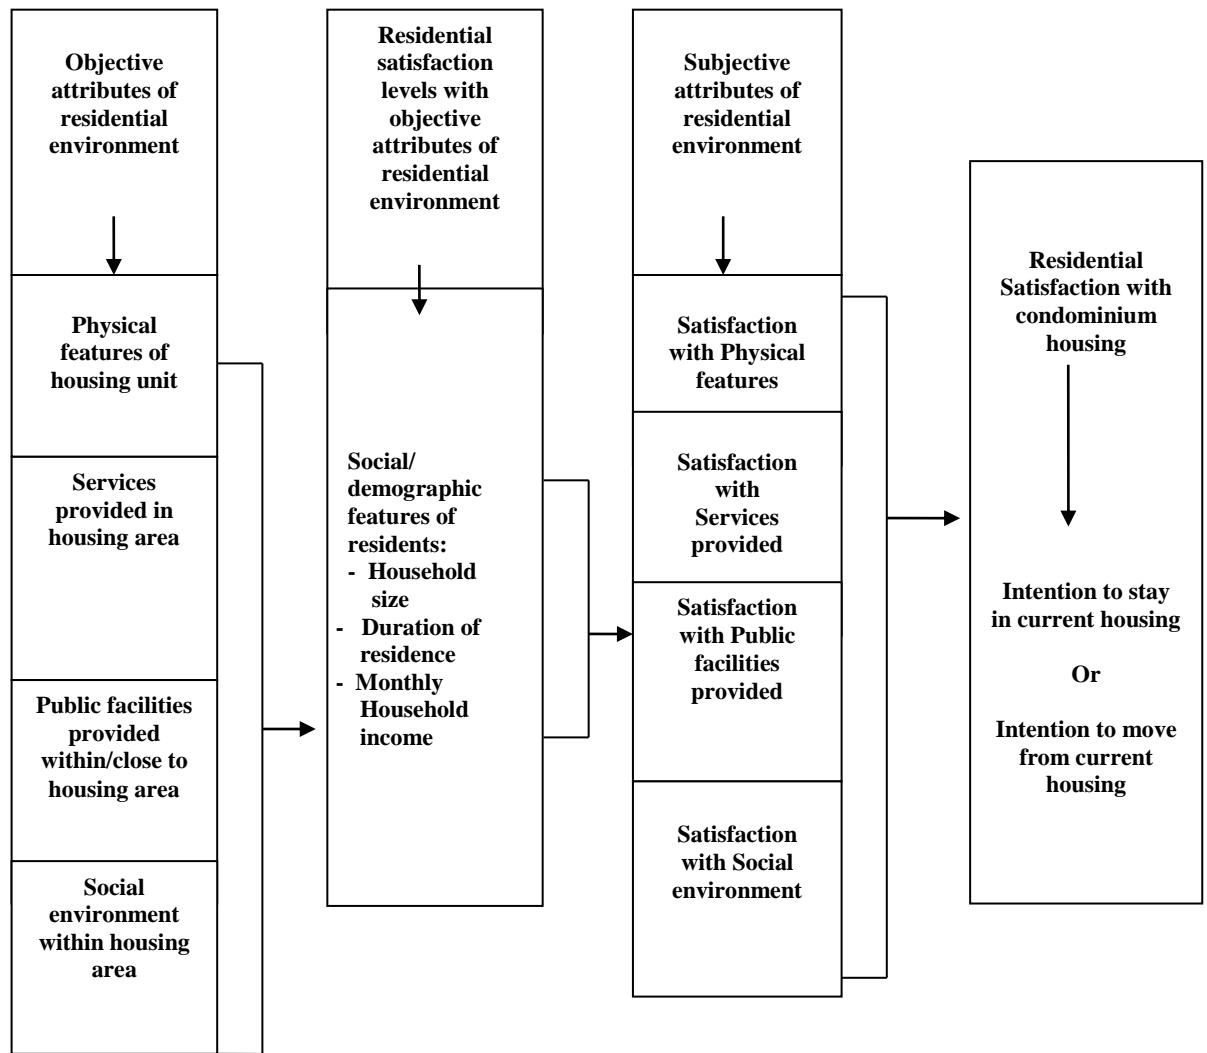 Objective
attributes of
residential
environment
Physical
features of
housing unit
Services
provided in
housing area
Public facilities
provided
within/close to
housing area
Social
environment
within housing
area
Residential
satisfaction
levels with
objective
attributes of
residential
environment
Social/
demographic
features of
residents:
- Household
size
- Duration of
residence
- Monthly
Household
income
Subjective
attributes of
residential
environment
Satisfaction
with Physical
features
Satisfaction
with
Services
provided
Satisfaction
with Public
facilities
provided
Satisfaction
with Social
environment
Residential
Satisfaction with
condominium
housing
Intention to stay
in current housing
Or
Intention to move
from current
housing